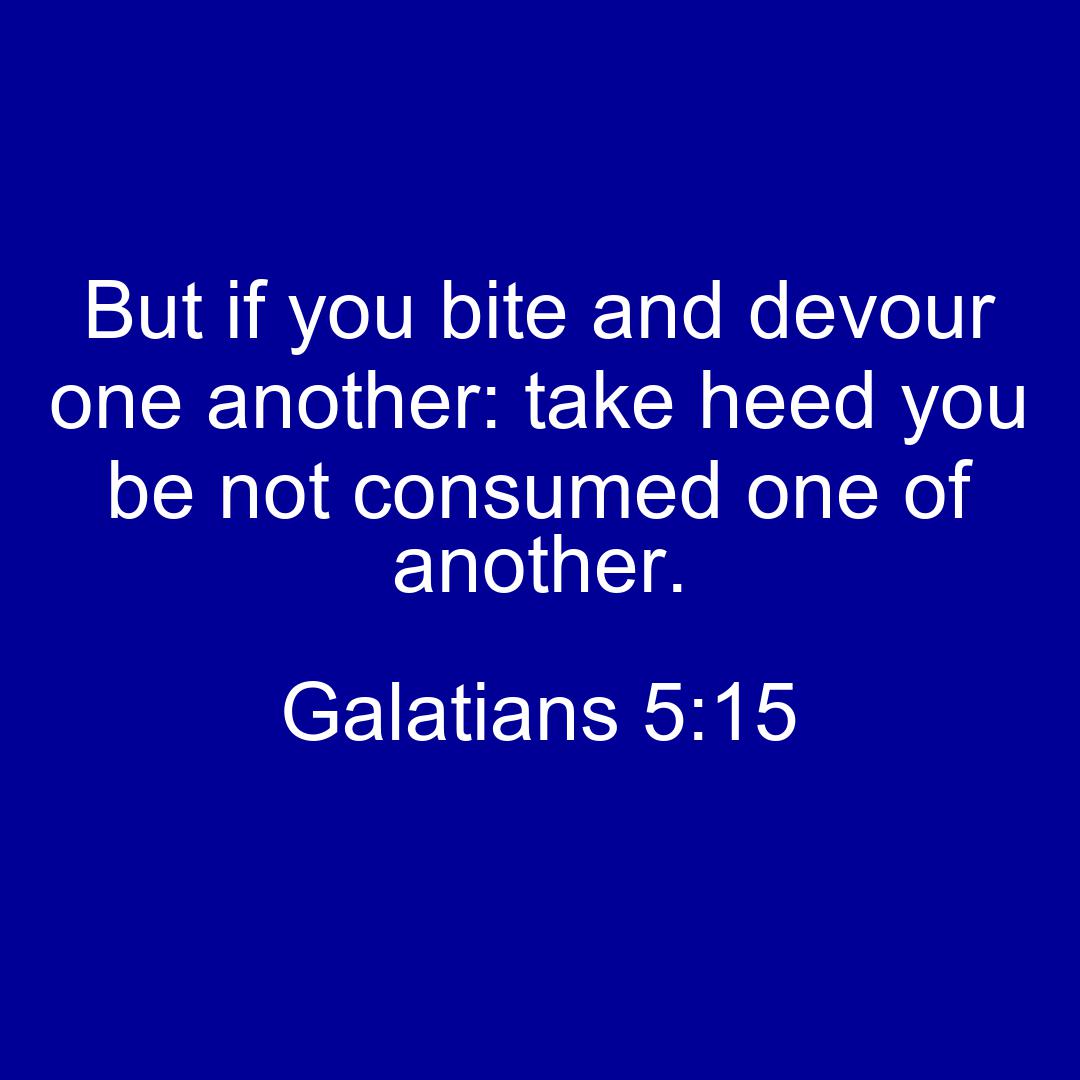 But if you bite and devour
one another: take heed you
be not consumed one of
another.
Galatians 5:15